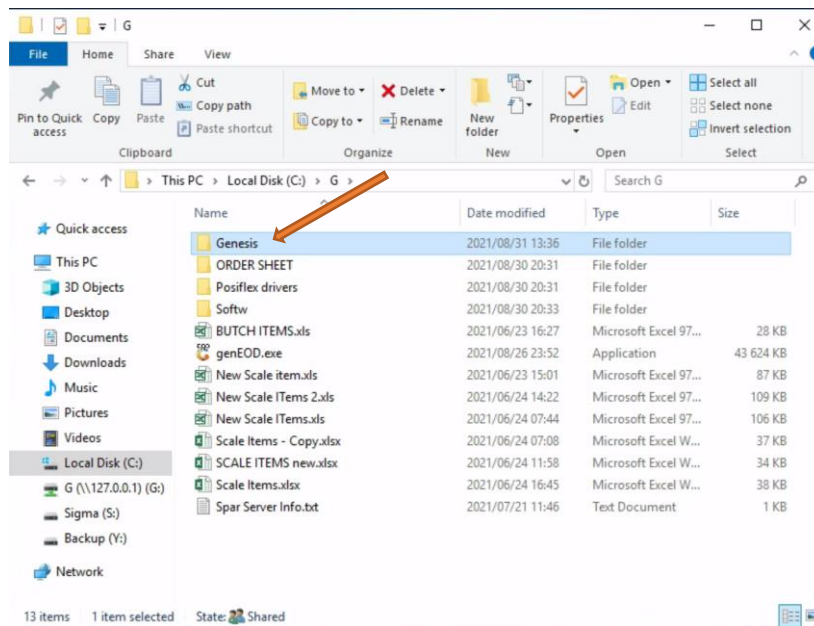 G
File Home Share View
Pin to Quick access
Copy
Paste
Cut
Copy path
Paste shortcut
Clipboard
Move to
Copy to
Delete
Rename
Organize
New folder
New
Properties
Open
Edit
Open
Select all
Select none
Invert selection
Select
This PC > Local Disk (C:) > G >
Search G
Name Date modified Type Size
Quick access
This PC
3D Objects
Desktop
Documents
Downloads
Music
Pictures
Videos
Local Disk (C:)
G (\\127.0.0.1) (G:)
Sigma (S:)
Backup (Y:)
Network
Genesis 2021/08/31 13:36 File folder
ORDER SHEET 2021/08/30 20:31 File folder
Posiflex drivers 2021/08/30 20:31 File folder
Softw 2021/08/30 20:33 File folder
BUTCH ITEMS.xls 2021/06/23 16:27 Microsoft Excel 97... 28 KB
genEOD.exe 2021/08/26 23:52 Application 43 624 KB
New Scale item.xls 2021/06/23 15:01 Microsoft Excel 97... 87 KB
New Scale ITems 2.xls 2021/06/24 14:22 Microsoft Excel 97... 109 KB
New Scale ITems.xls 2021/06/24 07:44 Microsoft Excel 97... 106 KB
Scale Items - Copy.xlsx 2021/06/24 07:08 Microsoft Excel W... 37 KB
SCALE ITEMS new.xlsx 2021/06/24 11:58 Microsoft Excel W... 34 KB
Scale Items.xlsx 2021/06/24 16:45 Microsoft Excel W... 38 KB
Spar Server Info.txt 2021/07/21 11:46 Text Document 1 KB
13 items 1 item selected State: Shared